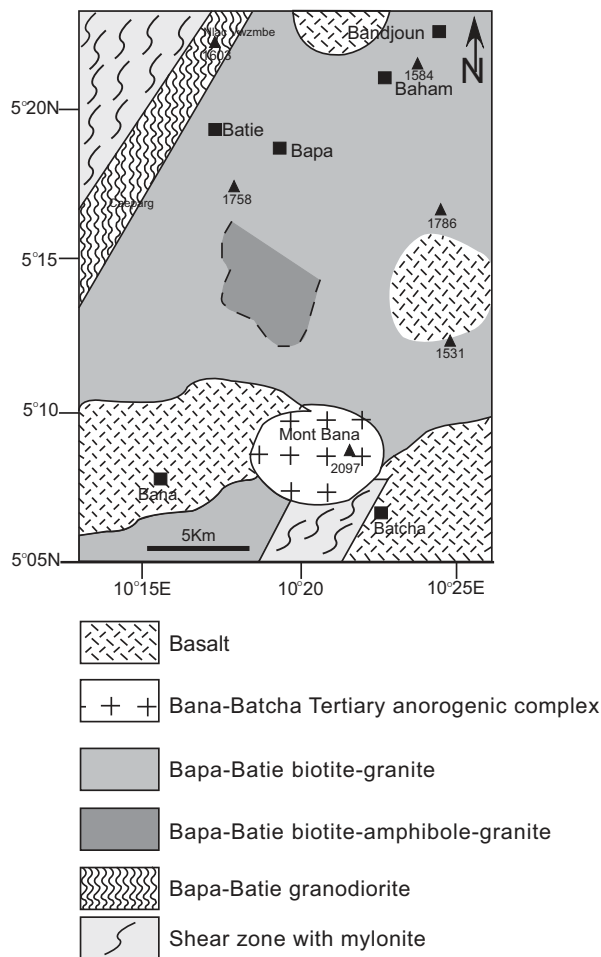 Bandjoun
1603
1584
Baham
5°20N
Batie
Bapa
1758
1786
5°15
1531
5°10
Mont Bana
2097
Bana
Batcha
5Km
5°05N
10°15E
10°20
10°25E
N
Basalt
Bana-Batcha Tertiary anorogenic complex
Bapa-Batie biotite-granite
Bapa-Batie biotite-amphibole-granite
Bapa-Batie granodiorite
Shear zone with mylonite